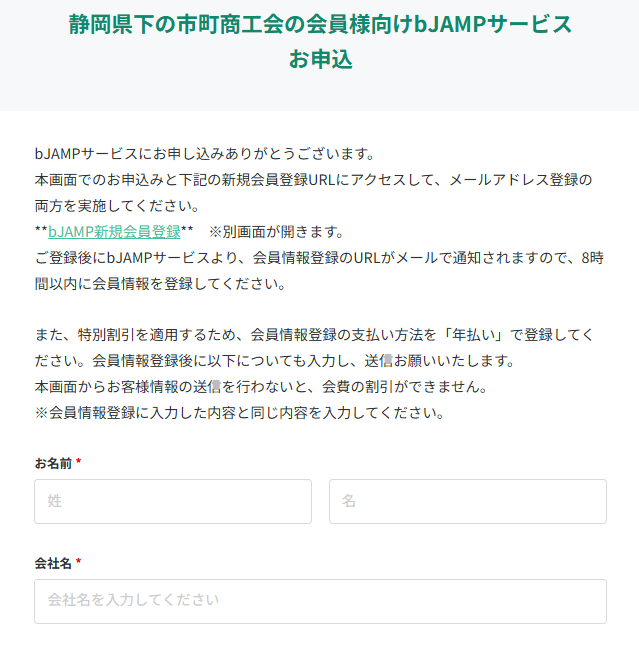 静岡県下の市町商工会の会員様向けbJAMPサービス
お申込
bJAMPサービスにお申し込みありがとうございます。
本画面でのお申込みと下記の新規会員登録URLにアクセスして、メールアドレス登録の
両方を実施してください。
**bJAMP新規会員登録**　※別画面が開きます。
ご登録後にbJAMPサービスより、会員情報登録のURLがメールで通知されますので、8時
間以内に会員情報を登録してください。
また、特別割引を適用するため、会員情報登録の支払い方法を「年払い」で登録してく
ださい。会員情報登録後に以下についても入力し、送信お願いいたします。
本画面からお客様情報の送信を行わないと、会費の割引ができません。
※会員情報登録に入力した内容と同じ内容を入力してください。
お名前 *
姓 名
会社名 *
会社名を入力してください